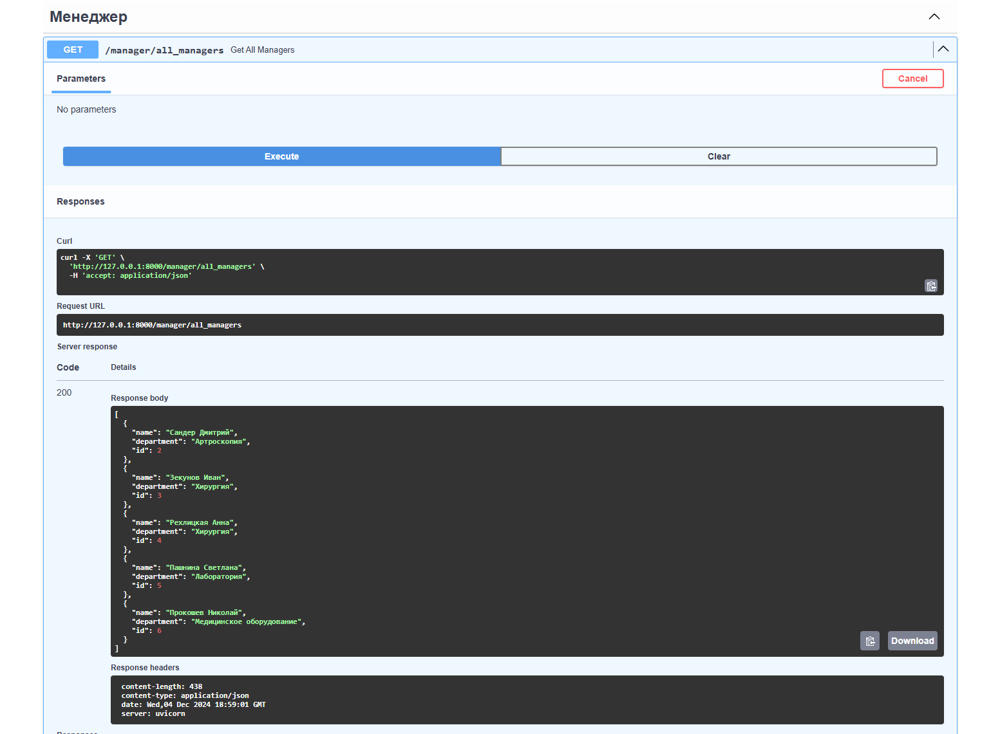 Менеджер
GET /manager/all_managers Get All Managers
Parameters
Cancel
No parameters
Execute
Clear
Responses
Curl
curl -X 'GET' \
'http://127.0.0.1:8000/manager/all_managers' \
-H 'accept: application/json'
Request URL
http://127.0.0.1:8000/manager/all_managers
Server response
Code Details
200
Response body
[
{
"name": "Сандер Дмитрий",
"department": "Артроскопия",
"id": 2
},
{
"name": "Зекунов Иван",
"department": "Хирургия",
"id": 3
},
{
"name": "Рехлицкая Анна",
"department": "Хирургия",
"id": 4
},
{
"name": "Пашнина Светлана",
"department": "Лаборатория",
"id": 5
},
{
"name": "Прокошев Николай",
"department": "Медицинское оборудование",
"id": 6
}
]
Download
Response headers
content-length: 438
content-type: application/json
date: Wed,04 Dec 2024 18:59:01 GMT
server: uvicorn